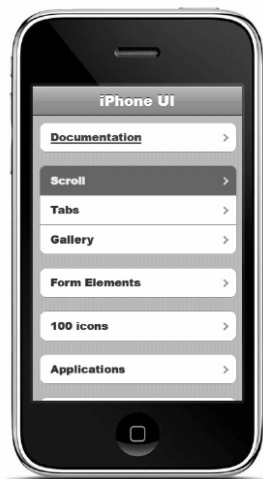 iPhone UI
Documentation
Scroll
Tabs
Gallery
Form Elements
100 icons
Applications